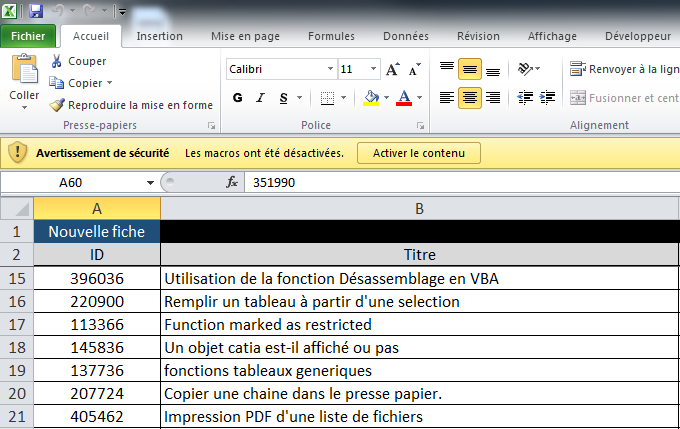 Fichier Accueil Insertion Mise en page Formules Données Révision Affichage Développeur
Coller
Couper
Copier
Reproduire la mise en forme
Presse-papiers
Calibri 11 A A
G I S A
Police
Renvoyer à la lign
Fusionner et cent
Alignement
Avertissement de sécurité Les macros ont été désactivées. Activer le contenu
A60 fx 351990
A B
1 Nouvelle fiche
2 ID Titre
15 396036 Utilisation de la fonction Désassemblage en VBA
16 220900 Remplir un tableau à partir d'une selection
17 113366 Function marked as restricted
18 145836 Un objet catia est-il affiché ou pas
19 137736 fonctions tableaux generiques
20 207724 Copier une chaine dans le presse papier.
21 405462 Impression PDF d'une liste de fichiers